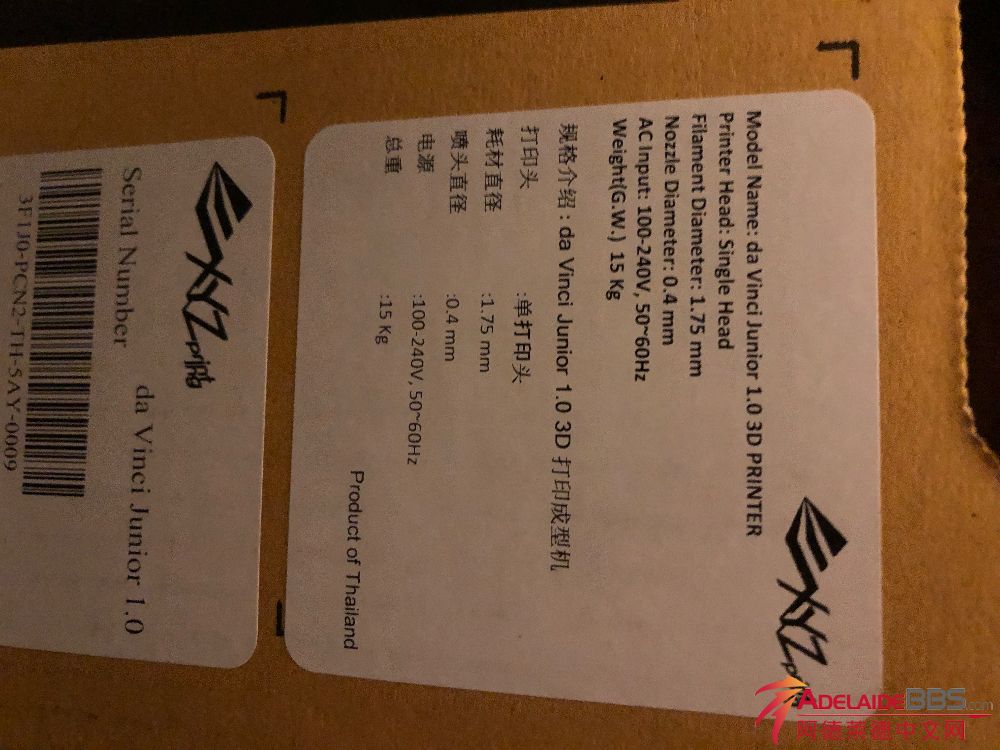 Model Name: da Vinci Junior 1.0 3D PRINTER
Printer Head: Single Head
Filament Diameter: 1.75 mm
Nozzle Diameter: 0.4 mm
AC Input: 100-240V, 50~60Hz
Weight(G.W.) 15 Kg
规格介绍 : da Vinci Junior 1.0 3D 打印成型机
打印头 :单打印头
耗材直径 :1.75 mm
喷头直径 :0.4 mm
电源 :100-240V, 50~60Hz
总重 :15 Kg
Product of Thailand
XYZ
XYZprinting
Serial Number da Vinci Junior 1.0
3F1J0-PCN2-TH-5AY-0009
ADELAIDEBBS.com
阿德莱德中文网